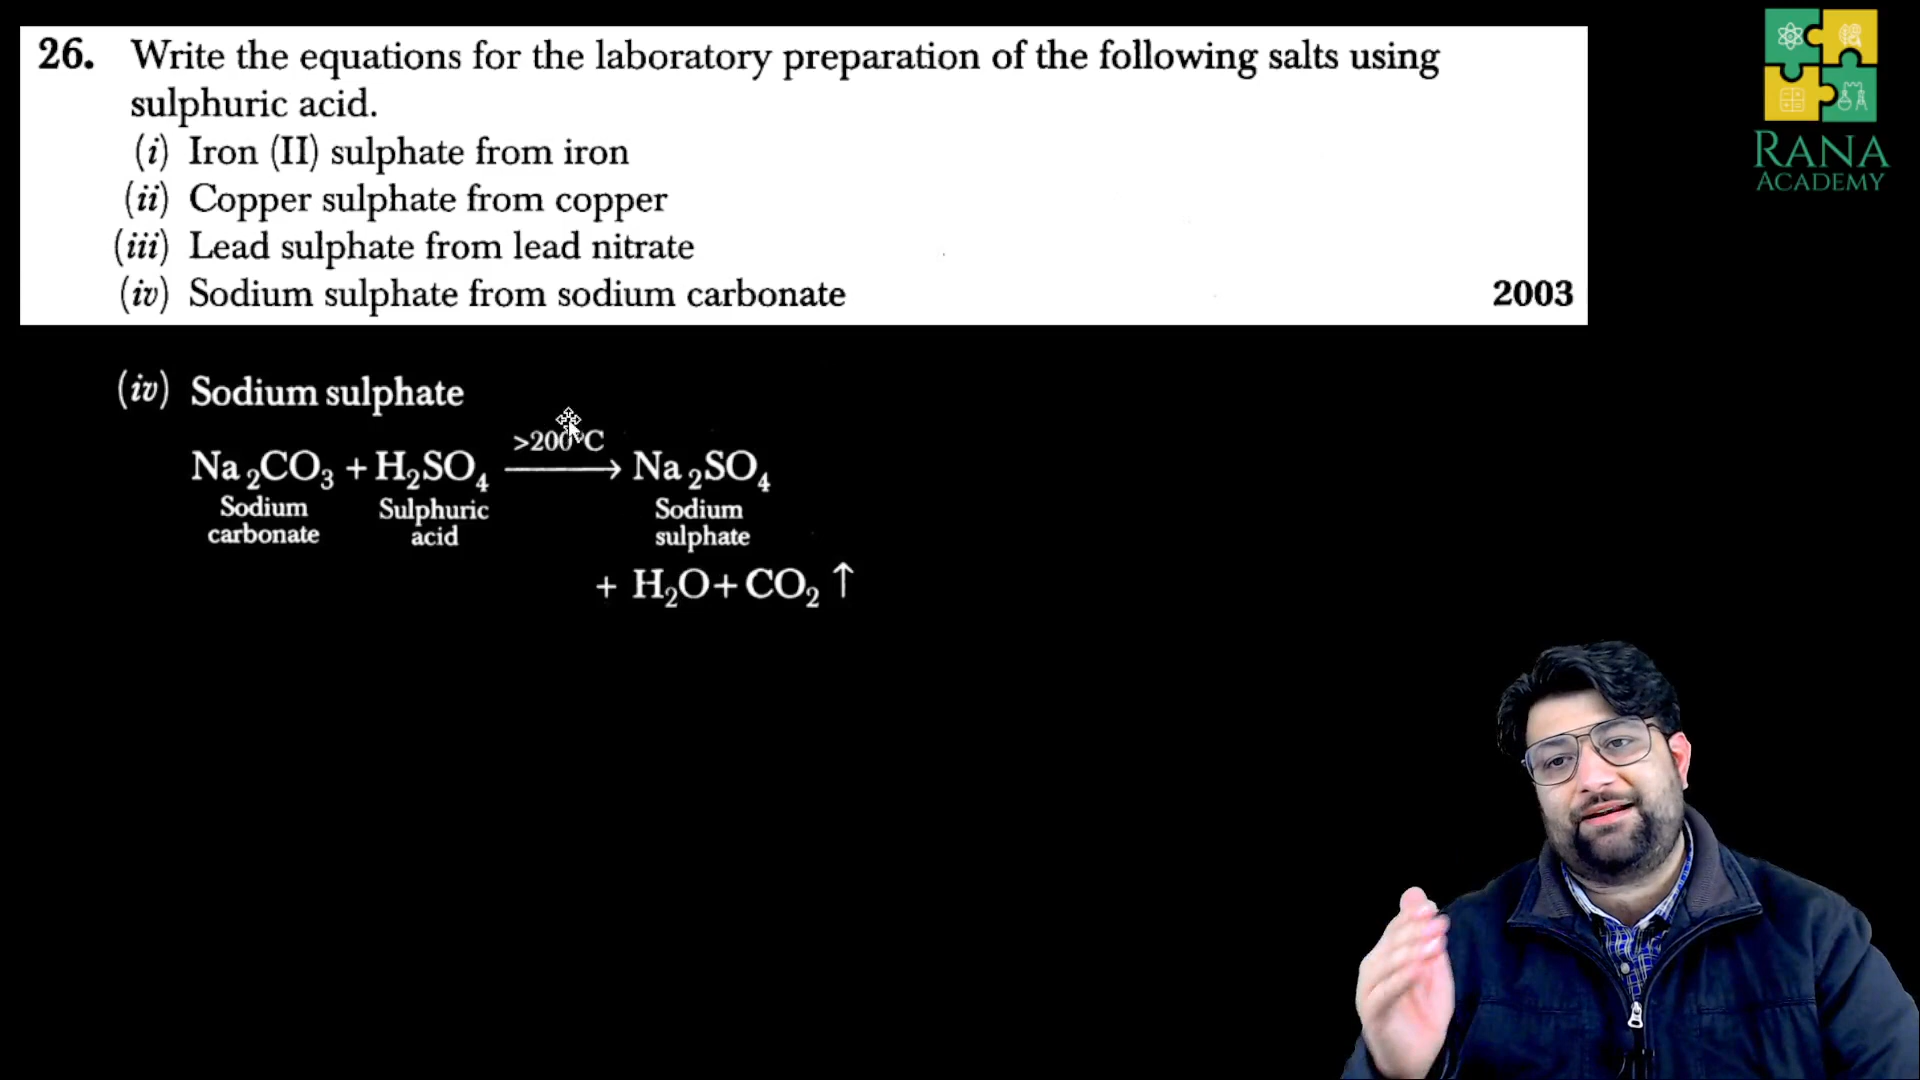 26. Write the equations for the laboratory preparation of the following salts using
sulphuric acid.
(i) Iron (II) sulphate from iron
(ii) Copper sulphate from copper
(iii) Lead sulphate from lead nitrate
(iv) Sodium sulphate from sodium carbonate 2003
RANA
ACADEMY
(iv) Sodium sulphate
>200°C
Na₂CO₃ + H₂SO₄ ⟶ Na₂SO₄
Sodium Sulphuric Sodium
carbonate acid sulphate
+ H₂O + CO₂ ↑